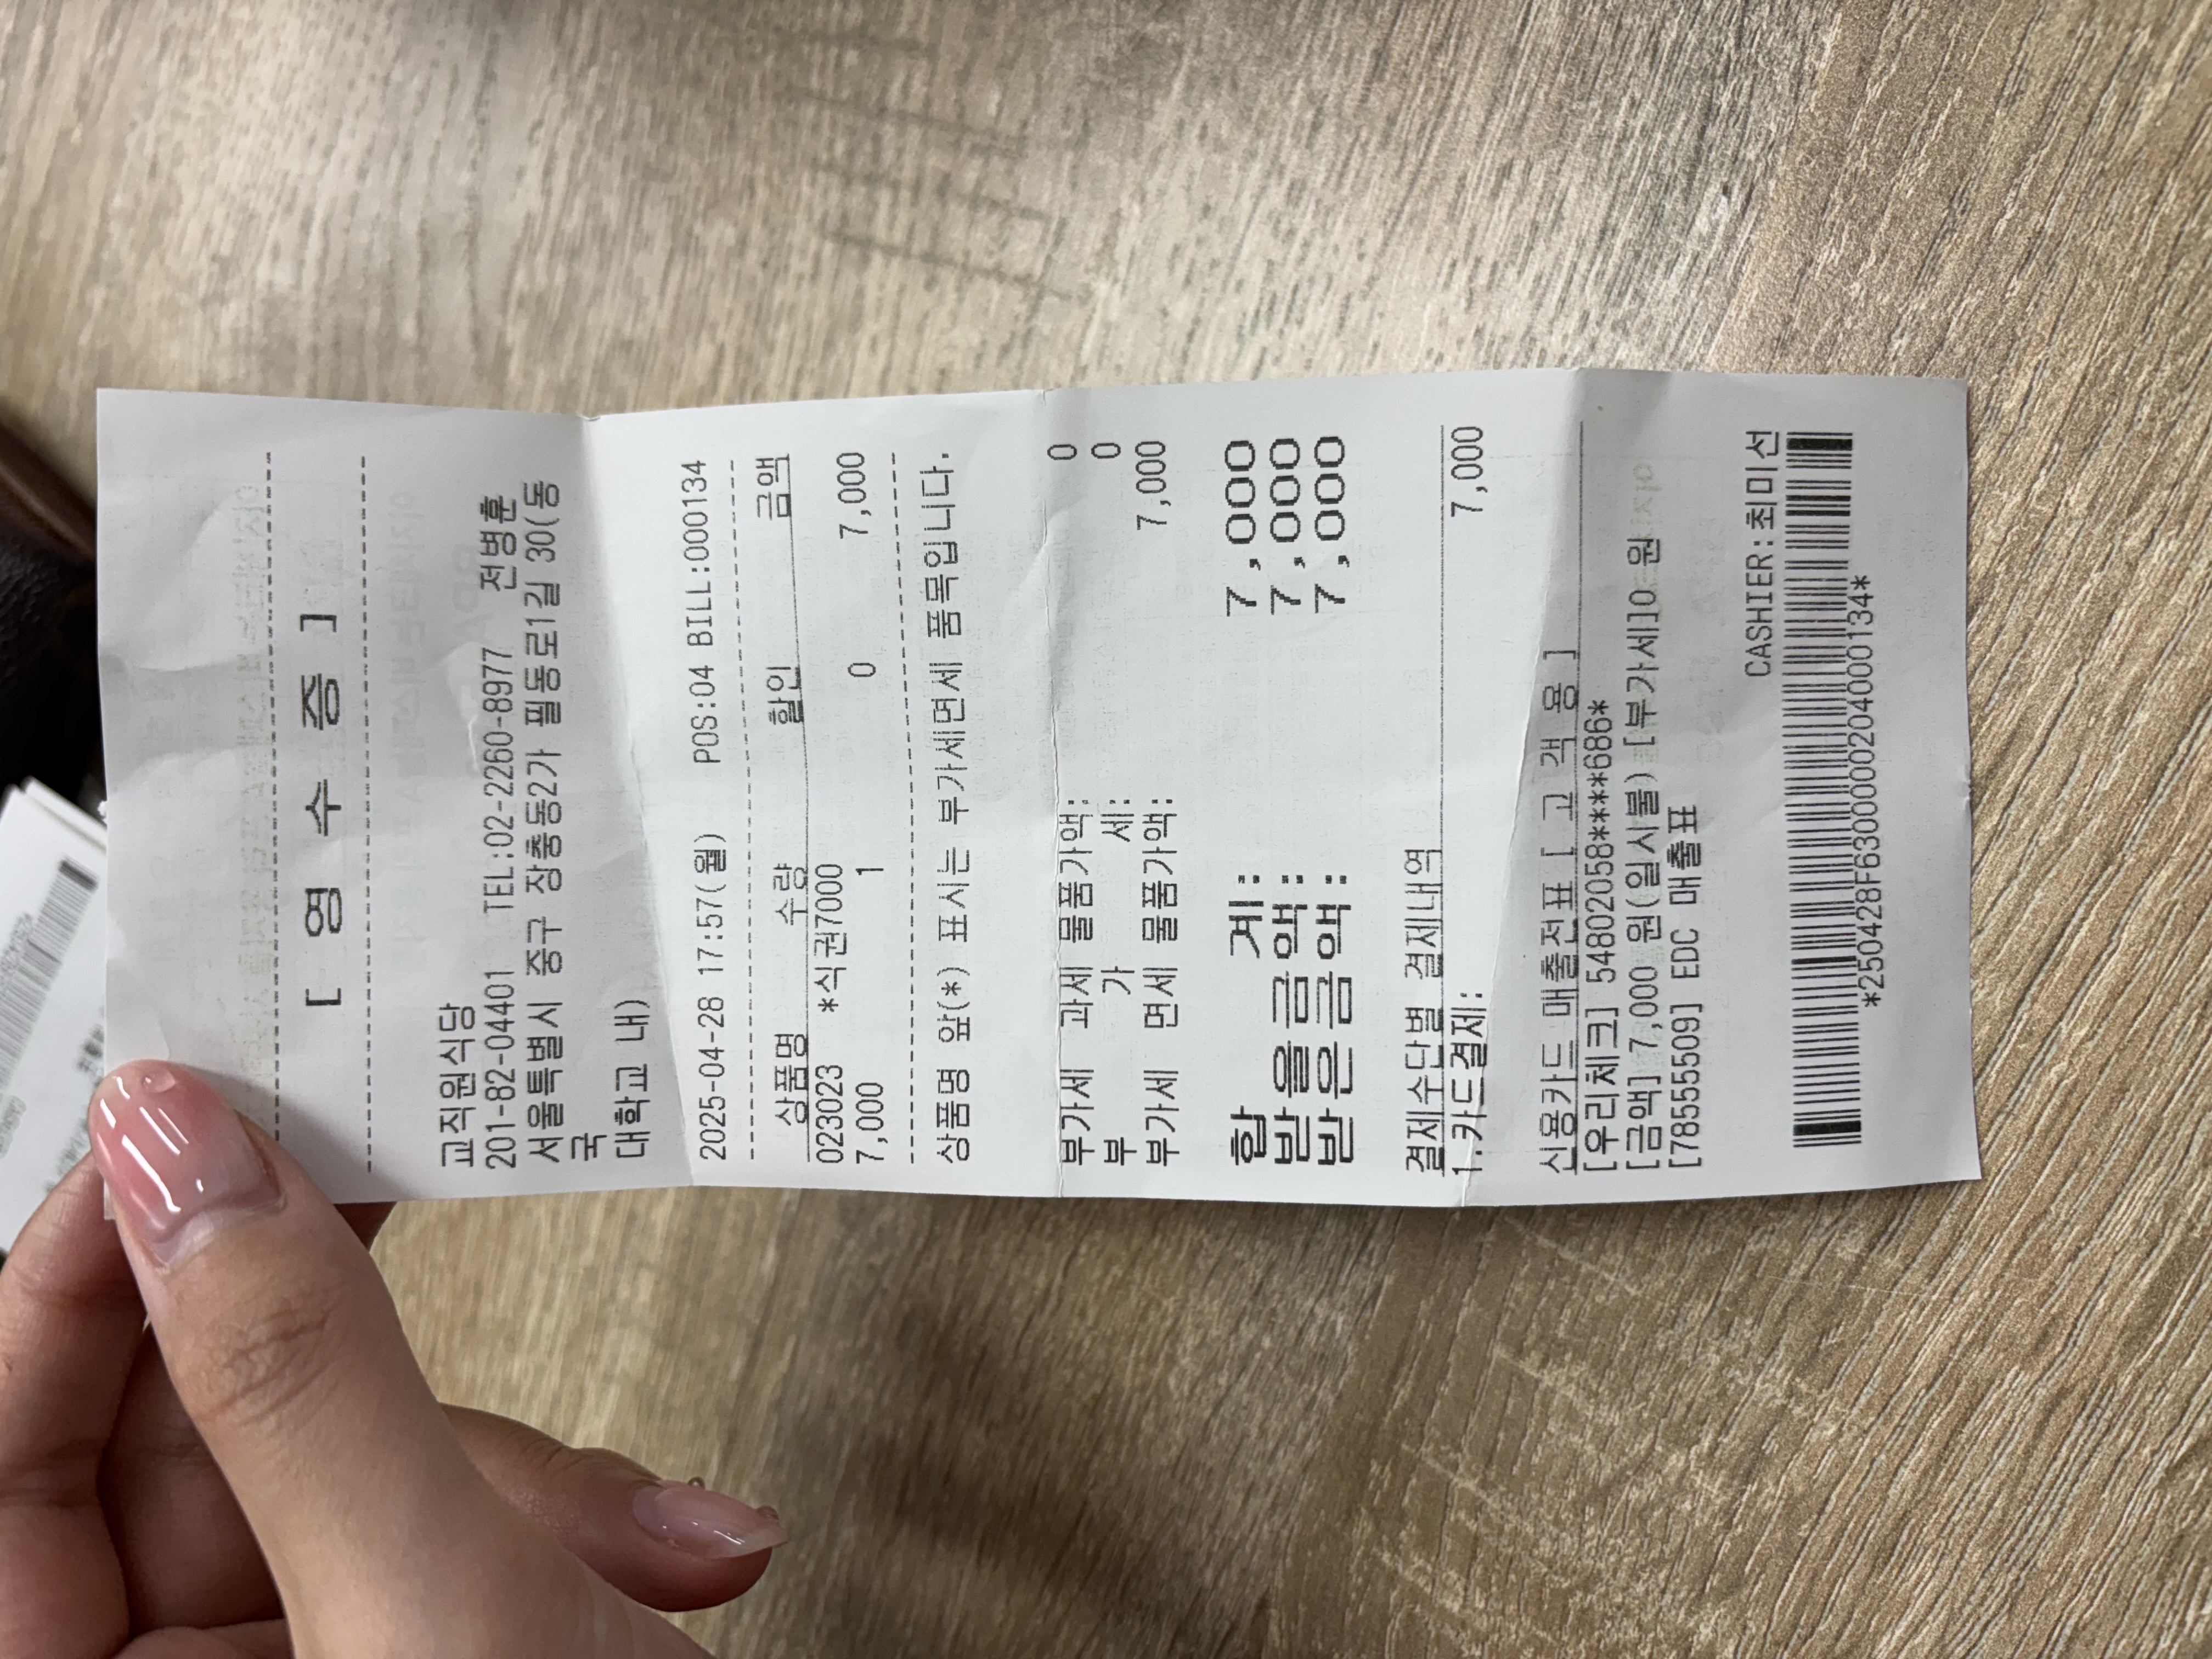 [ 영 수 증 ]
교직원식당
201-82-04401 TEL:02-2260-8977 전병훈
서울특별시 중구 장충동2가 필동로1길 30(동
국
대학교 내)
2025-04-28 17:57(월) POS:04 BILL:000134
상품명 수량 할인 금액
023023 *식권7000
7,000 1 0 7,000
상품명 앞(*) 표시는 부가세면세 품목입니다.
부가세 과세 물품가액: 0
부 가 세: 0
부가세 면세 물품가액: 7,000
합 계: 7,000
받을금액: 7,000
받은금액: 7,000
결제수단별 결제내역
1.카드결제: 7,000
신용카드 매출전표 [ 고 객 용 ]
[우리체크] 54802058****686*
[금액] 7,000 원(일시불) [부가세]0 원
[78555509] EDC 매출표
CASHIER:최미선
*250428F6300000204000134*